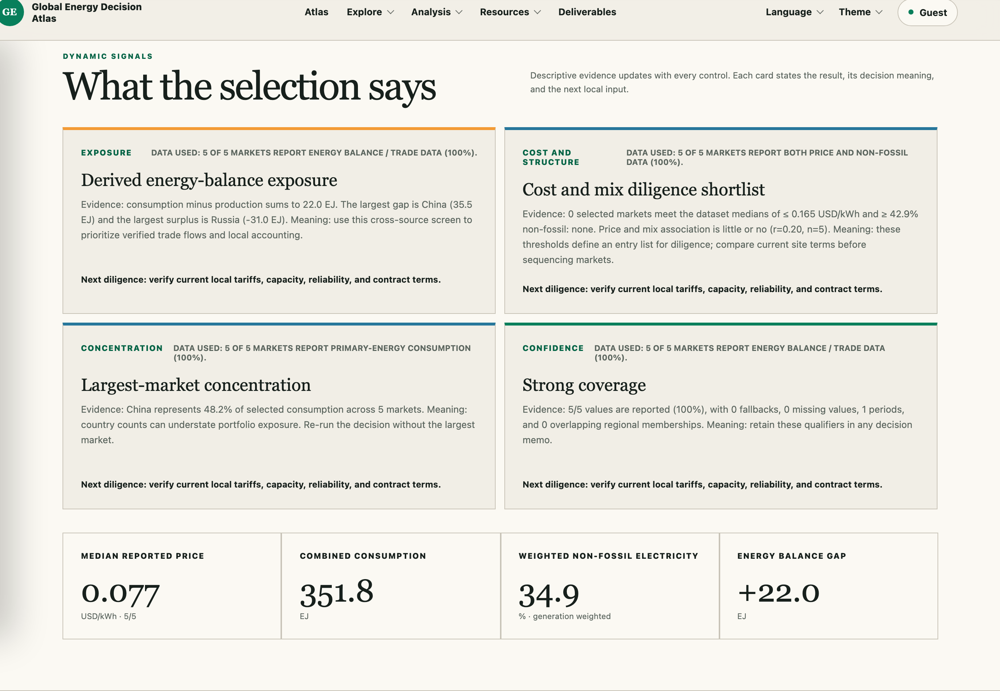 GE
Global Energy Decision
Atlas
Atlas
Explore
Analysis
Resources
Deliverables
Language
Theme
Guest
DYNAMIC SIGNALS
What the selection says
Descriptive evidence updates with every control. Each card states the result, its decision meaning,
and the next local input.
EXPOSURE
DATA USED: 5 OF 5 MARKETS REPORT ENERGY BALANCE / TRADE DATA (100%).
Derived energy-balance exposure
Evidence: consumption minus production sums to 22.0 EJ. The largest gap is China (35.5
EJ) and the largest surplus is Russia (-31.0 EJ). Meaning: use this cross-source screen to
prioritize verified trade flows and local accounting.
Next diligence: verify current local tariffs, capacity, reliability, and contract terms.
COST AND
STRUCTURE
DATA USED: 5 OF 5 MARKETS REPORT BOTH PRICE AND NON-FOSSIL
DATA (100%).
Cost and mix diligence shortlist
Evidence: 0 selected markets meet the dataset medians of ≤ 0.165 USD/kWh and ≥ 42.9%
non-fossil: none. Price and mix association is little or no (r=0.20, n=5). Meaning: these
thresholds define an entry list for diligence; compare current site terms before
sequencing markets.
Next diligence: verify current local tariffs, capacity, reliability, and contract terms.
CONCENTRATION
DATA USED: 5 OF 5 MARKETS REPORT PRIMARY-ENERGY CONSUMPTION
(100%).
Largest-market concentration
Evidence: China represents 48.2% of selected consumption across 5 markets. Meaning:
country counts can understate portfolio exposure. Re-run the decision without the largest
market.
Next diligence: verify current local tariffs, capacity, reliability, and contract terms.
CONFIDENCE
DATA USED: 5 OF 5 MARKETS REPORT ENERGY BALANCE / TRADE DATA
(100%).
Strong coverage
Evidence: 5/5 values are reported (100%), with 0 fallbacks, 0 missing values, 1 periods,
and 0 overlapping regional memberships. Meaning: retain these qualifiers in any decision
memo.
Next diligence: verify current local tariffs, capacity, reliability, and contract terms.
MEDIAN REPORTED PRICE
0.077
USD/kWh · 5/5
COMBINED CONSUMPTION
351.8
EJ
WEIGHTED NON-FOSSIL ELECTRICITY
34.9
% · generation weighted
ENERGY BALANCE GAP
+22.0
EJ